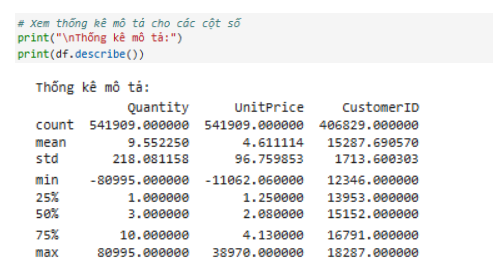 # Xem thống kê mô tả cho các cột số
print("\nThống kê mô tả:")
print(df.describe())
Thống kê mô tả:
Quantity UnitPrice CustomerID
count 541909.000000 541909.000000 406829.000000
mean 9.552250 4.611114 15287.690570
std 218.081158 96.759853 1713.600303
min -80995.000000 -11062.060000 12346.000000
25% 1.000000 1.250000 13953.000000
50% 3.000000 2.080000 15152.000000
75% 10.000000 4.130000 16791.000000
max 80995.000000 38970.000000 18287.000000